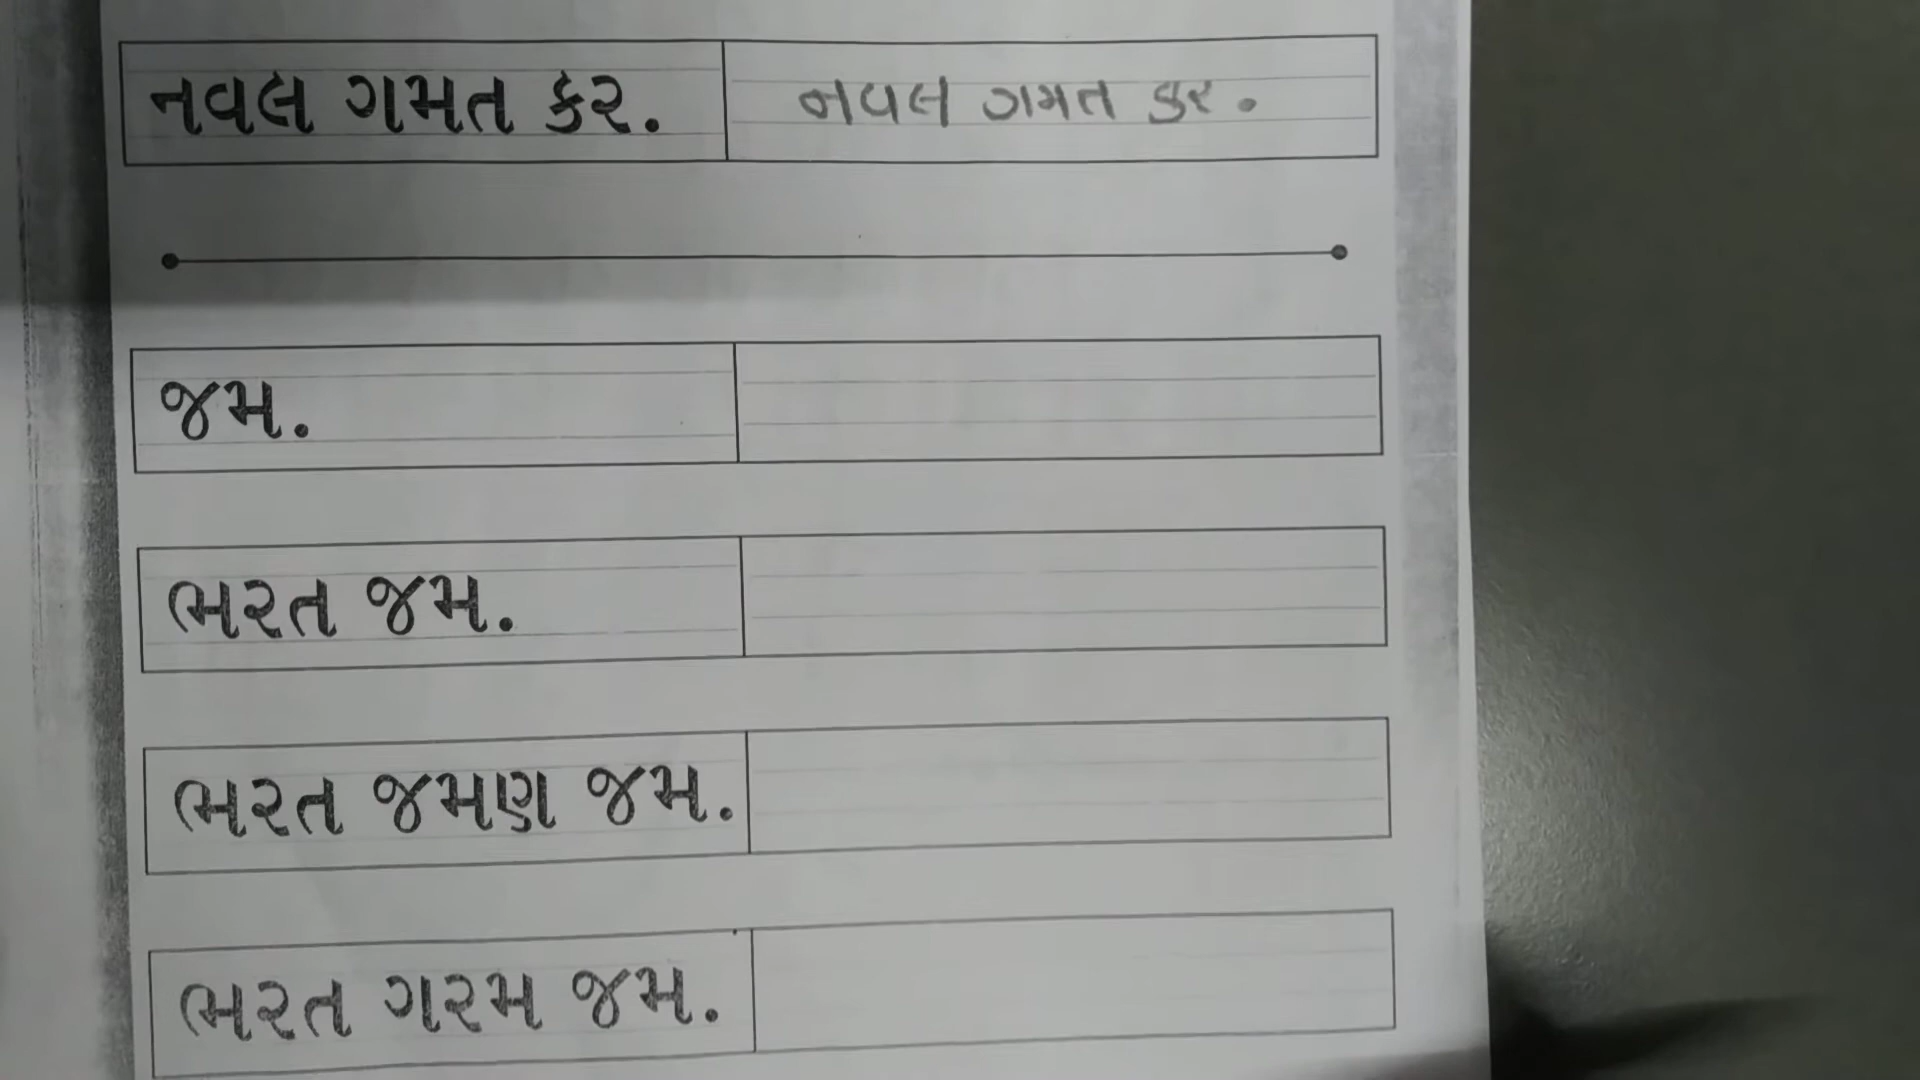 નવલ ગમત કર. નવલ ગમત કર.
જમ.
ભરત જમ.
ભરત જમણ જમ.
ભરત ગરમ જમ.